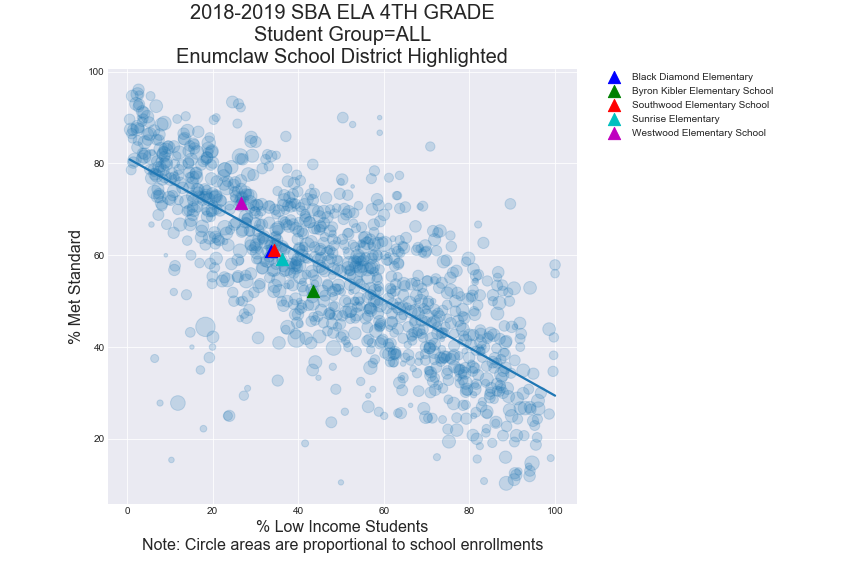 2018-2019 SBA ELA 4TH GRADE
Student Group=ALL
Enumclaw School District Highlighted
Black Diamond Elementary
Byron Kibler Elementary School
Southwood Elementary School
Sunrise Elementary
Westwood Elementary School
% Met Standard
100
80
60
40
20
0 20 40 60 80 100
% Low Income Students
Note: Circle areas are proportional to school enrollments